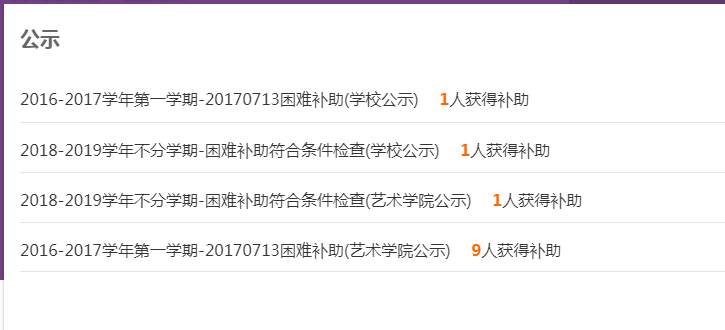 公示
2016-2017学年第一学期-20170713困难补助(学校公示) 1人获得补助
2018-2019学年不分学期-困难补助符合条件检查(学校公示) 1人获得补助
2018-2019学年不分学期-困难补助符合条件检查(艺术学院公示) 1人获得补助
2016-2017学年第一学期-20170713困难补助(艺术学院公示) 9人获得补助